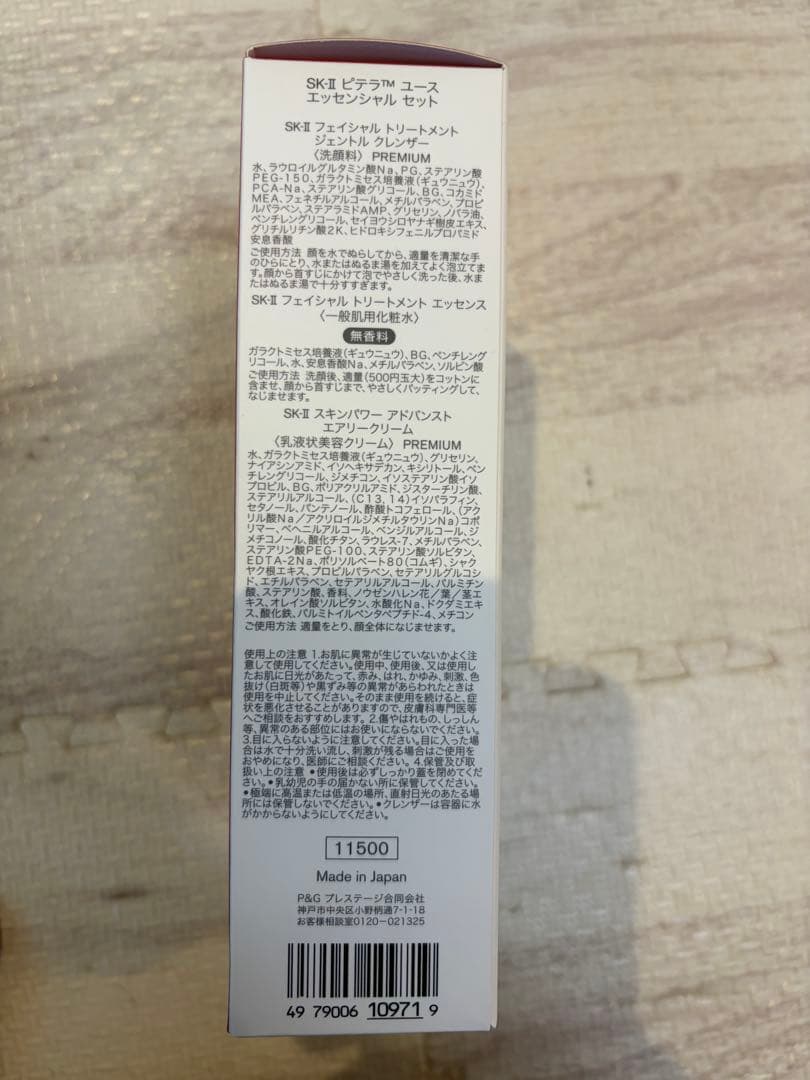 SK-II ピテラ™ ユース
エッセンシャル セット
SK-II フェイシャル トリートメント
ジェントル クレンザー
〈洗顔料〉 PREMIUM
水、ラウロイルグルタミン酸Na、PG、ステアリン酸
PEG-150、ガラクトミセス培養液(ギュウニュウ)、
PCA-Na、ステアリン酸グリコール、BG、コカミド
MEA、フェネチルアルコール、メチルパラベン、プロピ
ルパラベン、ステアラミドAMP、グリセリン、ノバラ油、
ペンチレングリコール、セイヨウシロヤナギ樹皮エキス、
グリチルリチン酸2K、ヒドロキシフェニルプロパミド
安息香酸
ご使用方法 顔を水でぬらしてから、適量を清潔な手
のひらにとり、水またはぬるま湯を加えてよく泡立てま
す。顔から首すじにかけて泡でやさしく洗った後、水ま
たはぬるま湯で十分すすぎます。
SK-II フェイシャル トリートメント エッセンス
〈一般肌用化粧水〉
無香料
ガラクトミセス培養液(ギュウニュウ)、BG、ペンチレング
リコール、水、安息香酸Na、メチルパラベン、ソルビン酸
ご使用方法 洗顔後、適量(500円玉大)をコットンに
含ませ、顔から首すじまで、やさしくパッティングして、
なじませます。
SK-II スキンパワー アドバンスト
エアリークリーム
〈乳液状美容クリーム〉 PREMIUM
水、ガラクトミセス培養液(ギュウニュウ)、グリセリン、
ナイアシンアミド、イソヘキサデカン、キシリトール、ペン
チレングリコール、ジメチコン、イソステアリン酸イソ
プロピル、BG、ポリアクリルアミド、ジスターチリン酸、
ステアリルアルコール、(C13,14)イソパラフィン、
セタノール、パンテノール、酢酸トコフェロール、(アク
リル酸Na/アクリロイルジメチルタウリンNa)コポ
リマー、ベヘニルアルコール、ベンジルアルコール、ジ
メチコノール、酸化チタン、ラウレス-7、メチルパラベン、
ステアリン酸PEG-100、ステアリン酸ソルビタン、
EDTA-2Na、ポリソルベート80(コムギ)、シャク
ヤク根エキス、プロピルパラベン、セテアリルグルコシ
ド、エチルパラベン、セテアリルアルコール、パルミチン
酸、ステアリン酸、香料、ノウゼンハレン花/葉/茎エ
キス、オレイン酸ソルビタン、水酸化Na、ドクダミエキ
ス、酸化鉄、パルミトイルペンタペプチド-4、メチコン
ご使用方法 適量をとり、顔全体になじませます。
使用上の注意 1.お肌に異常が生じていないかよく注
意して使用してください。使用中、使用後、又は使用し
たお肌に日光があたって、赤み、はれ、かゆみ、刺激、色
抜け(白斑等)や黒ずみ等の異常があらわれたときは
使用を中止してください。そのまま使用を続けると、症
状を悪化させることがありますので、皮膚科専門医等
へご相談をおすすめします。2.傷やはれもの、しっしん
等、異常のある部位にはお使いにならないでください。
3.目に入らないように注意してください。目に入った場
合は水で十分洗い流し、刺激が残る場合はご使用を
おやめになり、医師にご相談ください。4.保管及び取
扱い上の注意 ●使用後は必ずしっかり蓋を閉めてくだ
さい。●乳幼児の手の届かない所に保管してください。
●極端に高温または低温の場所、直射日光のあたる場
所には保管しないでください。●クレンザーは容器に水
がかからないようにしてください。
11500
Made in Japan
P&G プレステージ合同会社
神戸市中央区小野柄通7-1-18
お客様相談室0120-021325
49 79006 10971 9